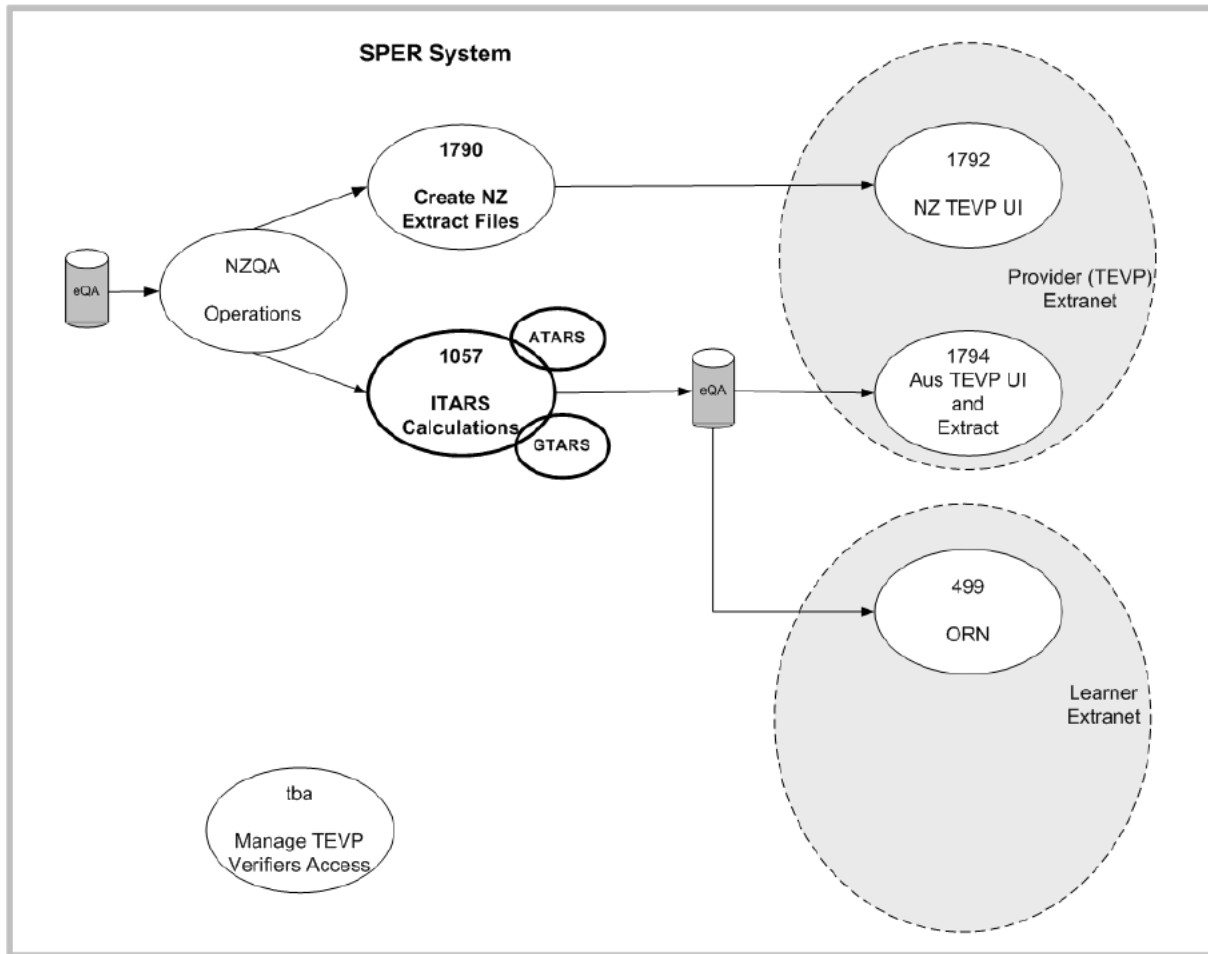 SPER System
1790
Create NZ
Extract Files
1792
NZ TEVP UI
Provider (TEVP)
Extranet
eQA
NZQA
Operations
ATARS
1057
ITARS
Calculations
GTARS
eQA
1794
Aus TEVP UI
and
Extract
499
ORN
Learner
Extranet
tba
Manage TEVP
Verifiers Access